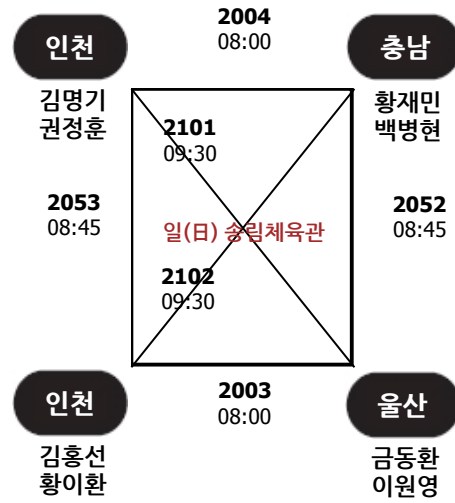 2004
08:00
인천
충남
김명기
권정훈
황재민
백병현
2101
09:30
2053
08:45
2052
08:45
일(日) 송림체육관
2102
09:30
인천
2003
08:00
울산
김홍선
황이환
금동환
이원영